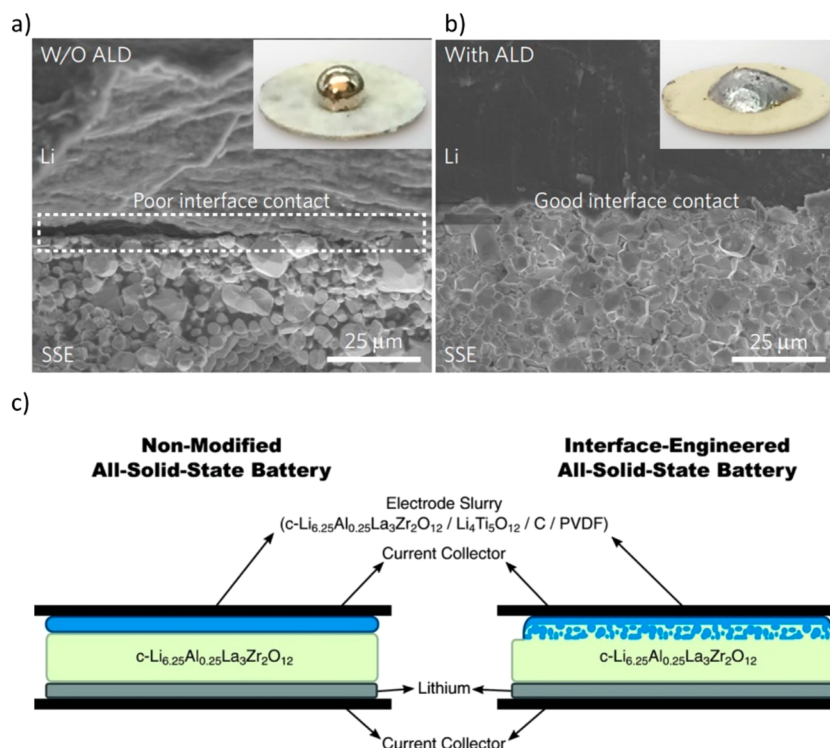 a)
W/O ALD
Li
Poor interface contact
SSE
25 μm
b)
With ALD
Good interface contact
25 μm
SSE
c)
Non-Modified
All-Solid-State Battery
Interface-Engineered
All-Solid-State Battery
Electrode Slurry
(c-Li₆.₂₅Al₀.₂₅La₃Zr₂O₁₂ / Li₄Ti₅O₁₂ / C / PVDF)
Current Collector
c-Li₆.₂₅Al₀.₂₅La₃Zr₂O₁₂
c-Li₆.₂₅Al₀.₂₅La₃Zr₂O₁₂
Lithium
Current Collector